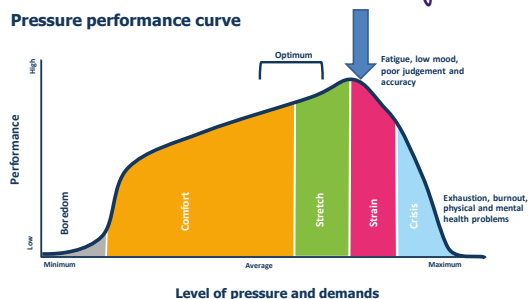 Pressure performance curve
Optimum
Fatigue, low mood,
poor judgement and
accuracy
High
Performance
Low
Boredom
Comfort
Stretch
Strain
Crisis
Exhaustion, burnout,
physical and mental
health problems
Minimum
Average
Maximum
Level of pressure and demands